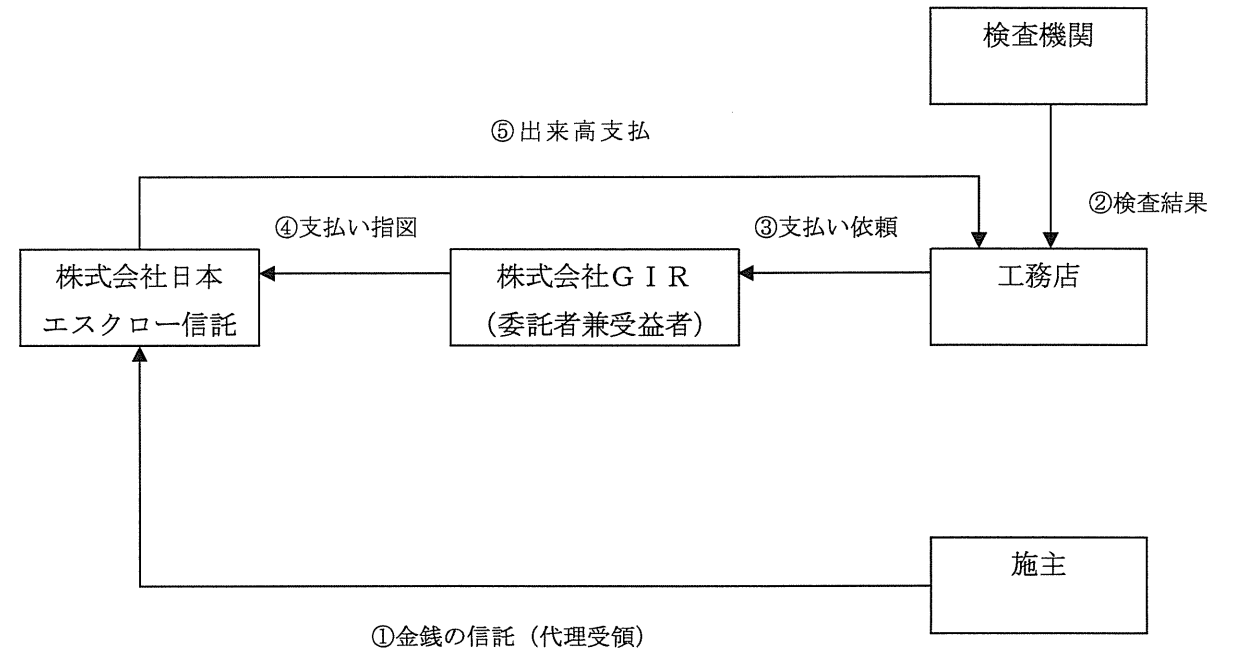 検査機関
⑤出来高支払
②検査結果
④支払い指図
③支払い依頼
株式会社日本
エスクロー信託
株式会社ＧＩＲ
（委託者兼受益者）
工務店
施主
①金銭の信託（代理受領）